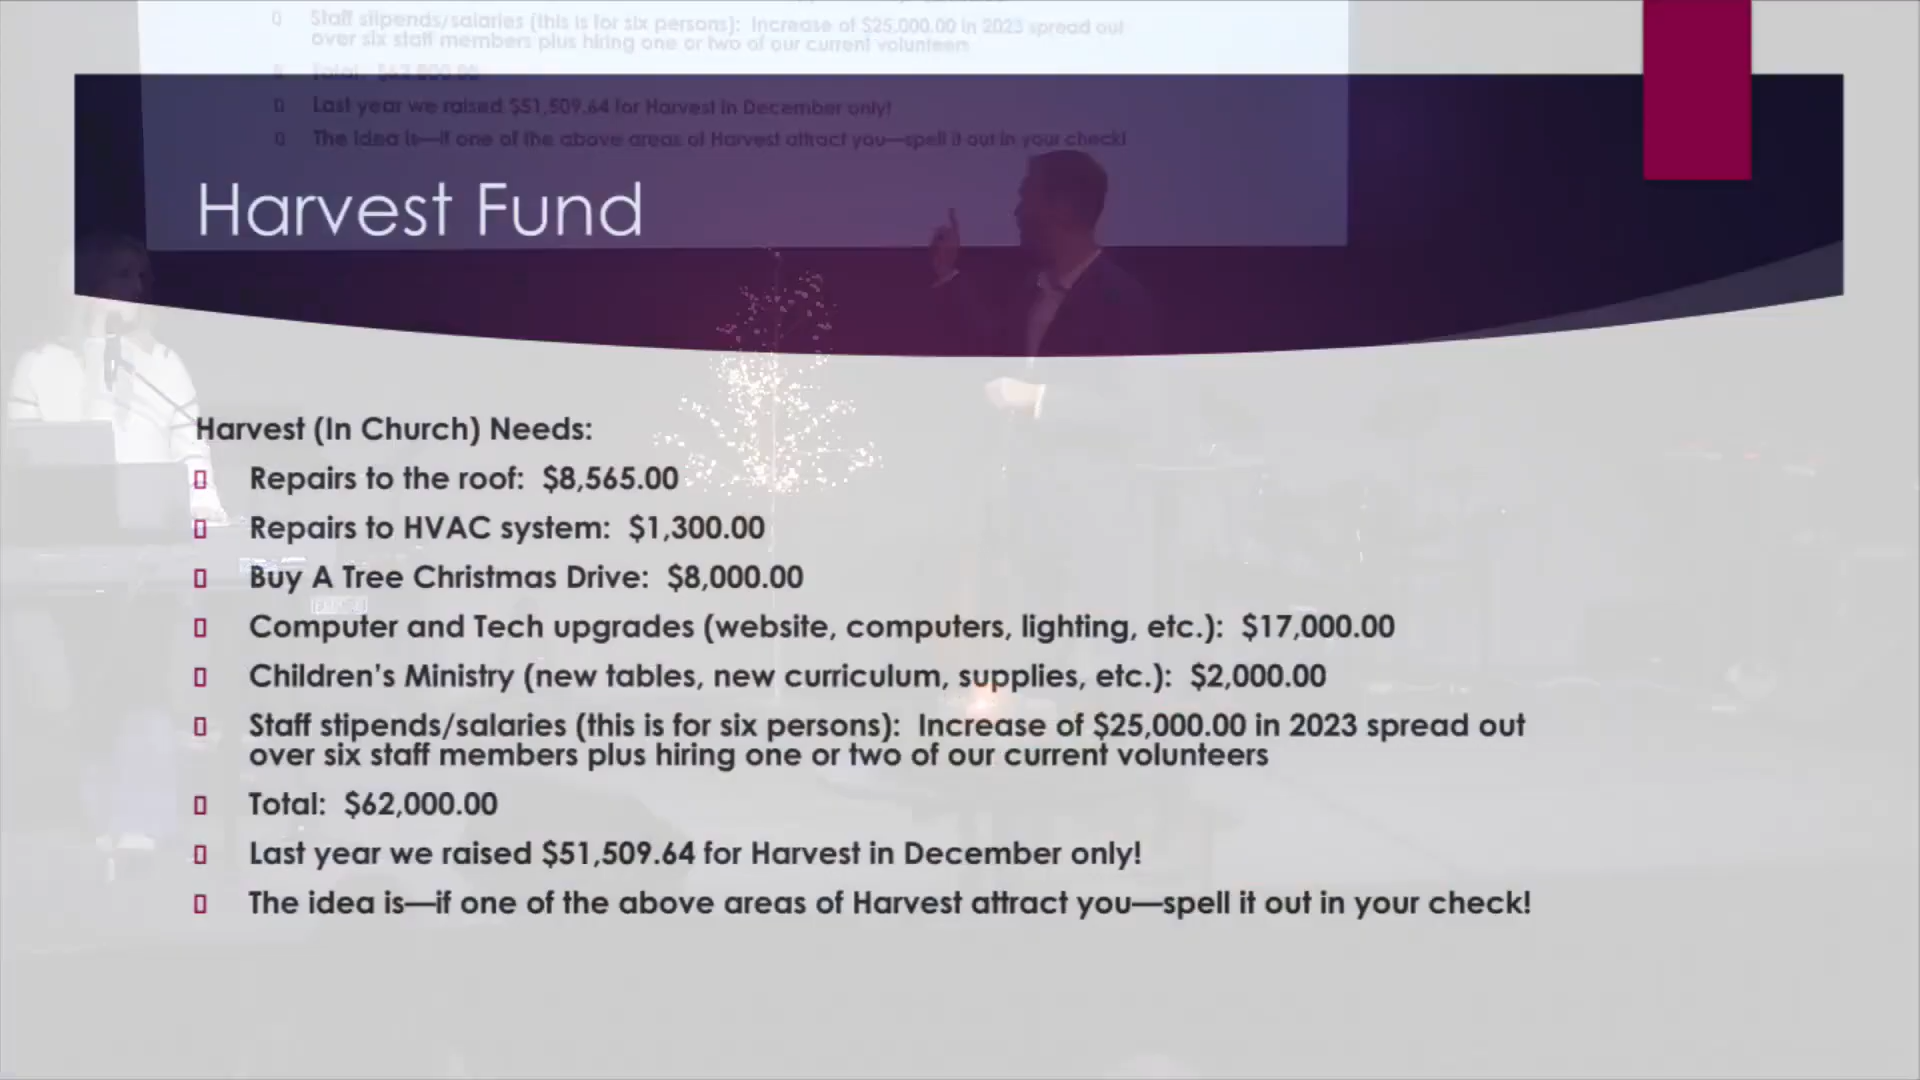 Staff stipends/salaries (this is for six persons): Increase of $25,000.00 in 2023 spread out
over six staff members plus hiring one or two of our current volunteers
Total: $62,000.00
Last year we raised $51,509.64 for Harvest in December only!
The idea is—if one of the above areas of Harvest attract you—spell it out in your check!
Harvest Fund
Harvest (In Church) Needs:
Repairs to the roof: $8,565.00
Repairs to HVAC system: $1,300.00
Buy A Tree Christmas Drive: $8,000.00
Computer and Tech upgrades (website, computers, lighting, etc.): $17,000.00
Children's Ministry (new tables, new curriculum, supplies, etc.): $2,000.00
Staff stipends/salaries (this is for six persons): Increase of $25,000.00 in 2023 spread out
over six staff members plus hiring one or two of our current volunteers
Total: $62,000.00
Last year we raised $51,509.64 for Harvest in December only!
The idea is—if one of the above areas of Harvest attract you—spell it out in your check!